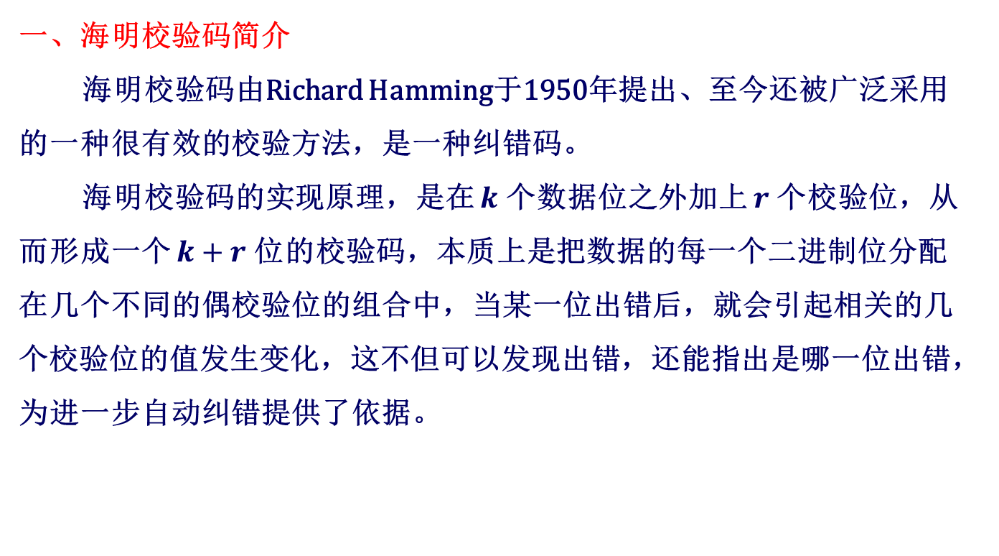 一、海明校验码简介
海明校验码由Richard Hamming于1950年提出、至今还被广泛采用
的一种很有效的校验方法，是一种纠错码。
海明校验码的实现原理，是在 k 个数据位之外加上 r 个校验位，从
而形成一个 k + r 位的校验码，本质上是把数据的每一个二进制位分配
在几个不同的偶校验位的组合中，当某一位出错后，就会引起相关的几
个校验位的值发生变化，这不但可以发现出错，还能指出是哪一位出错，
为进一步自动纠错提供了依据。